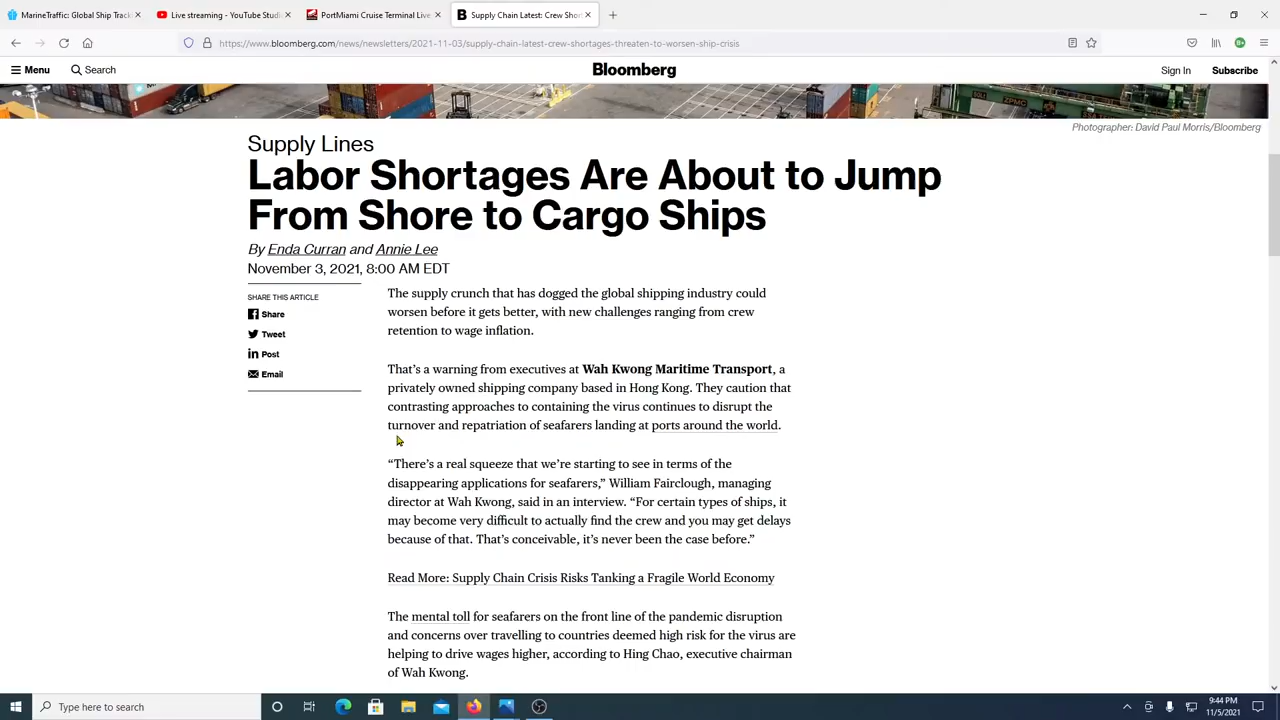 MarineTraffic: Global Ship Track
Live streaming - YouTube Studi
PortMiami Cruise Terminal Live
B Supply Chain Latest: Crew Shor
https://www.bloomberg.com/news/newsletters/2021-11-03/supply-chain-latest-crew-shortages-threaten-to-worsen-ship-crisis
Menu Search Bloomberg Sign In Subscribe
Photographer: David Paul Morris/Bloomberg
Supply Lines
Labor Shortages Are About to Jump
From Shore to Cargo Ships
By Enda Curran and Annie Lee
November 3, 2021, 8:00 AM EDT
SHARE THIS ARTICLE
Share
Tweet
Post
Email
The supply crunch that has dogged the global shipping industry could
worsen before it gets better, with new challenges ranging from crew
retention to wage inflation.
That’s a warning from executives at Wah Kwong Maritime Transport, a
privately owned shipping company based in Hong Kong. They caution that
contrasting approaches to containing the virus continues to disrupt the
turnover and repatriation of seafarers landing at ports around the world.
“There’s a real squeeze that we’re starting to see in terms of the
disappearing applications for seafarers,” William Fairclough, managing
director at Wah Kwong, said in an interview. “For certain types of ships, it
may become very difficult to actually find the crew and you may get delays
because of that. That’s conceivable, it’s never been the case before.”
Read More: Supply Chain Crisis Risks Tanking a Fragile World Economy
The mental toll for seafarers on the front line of the pandemic disruption
and concerns over travelling to countries deemed high risk for the virus are
helping to drive wages higher, according to Hing Chao, executive chairman
of Wah Kwong.
Type here to search
9:44 PM
11/5/2021